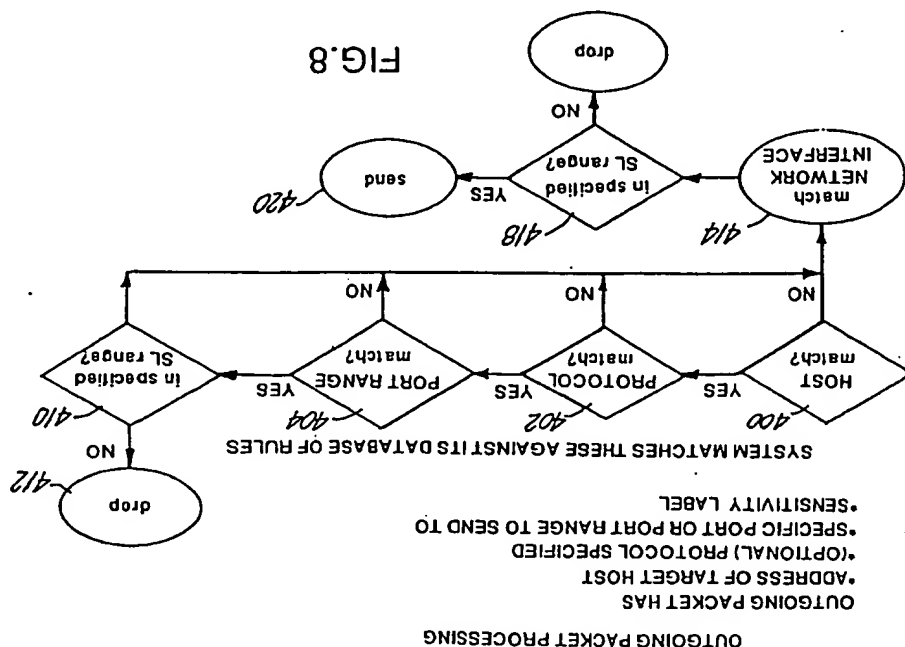 OUTGOING PACKET PROCESSING
OUTGOING PACKET HAS
*ADDRESS OF TARGET HOST
*(OPTIONAL) PROTOCOL SPECIFIED
*SPECIFIC PORT OR PORT RANGE TO SEND TO
*SENSITIVITY LABEL
drop
412
SYSTEM MATCHES THESE AGAINST ITS DATABASE OF RULES
NO
400
402
404
410
HOST
match?
YES
PROTOCOL
match?
YES
PORT RANGE
match?
YES
in specified
SL range?
NO
NO
NO
414
match
NETWORK
INTERFACE
418
in specified
SL range?
YES
420
send
NO
drop
FIG.8